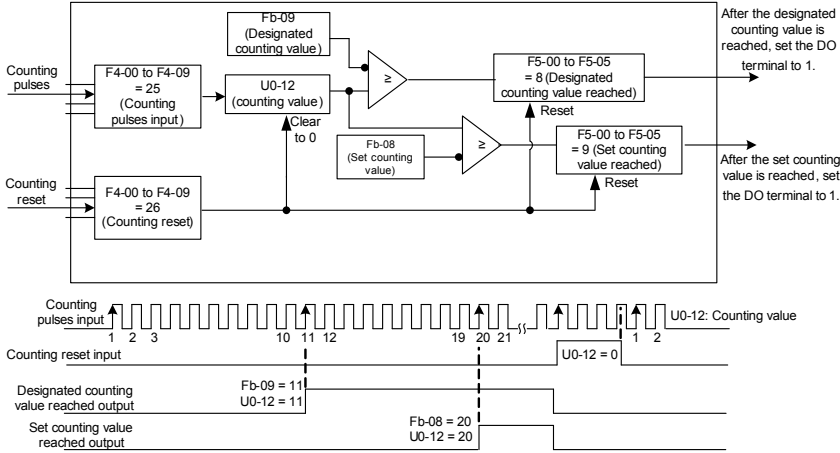 Fb-09
(Designated
counting value)
Counting
pulses
F4-00 to F4-09
= 25
(Counting
pulses input)
U0-12
(counting value)
Clear
to 0
≥
F5-00 to F5-05
= 8 (Designated
counting value reached)
Reset
After the designated
counting value is
reached, set the DO
terminal to 1.
Fb-08
(Set counting
value)
≥
F5-00 to F5-05
= 9 (Set counting
value reached)
Reset
After the set counting
value is reached, set
the DO terminal to 1.
Counting
reset
F4-00 to F4-09
= 26
(Counting reset)
Counting
pulses input
1 2 3 10 11 12 19 20 21 1 2
U0-12: Counting value
Counting reset input
U0-12 = 0
Designated counting
value reached output
Fb-09 = 11
U0-12 = 11
Set counting value
reached output
Fb-08 = 20
U0-12 = 20